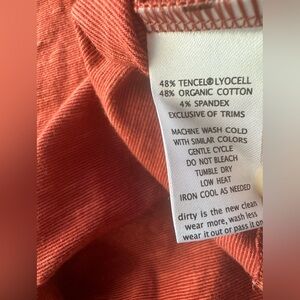 48% TENCEL®LYOCELL
48% ORGANIC COTTON
4% SPANDEX
EXCLUSIVE OF TRIMS
MACHINE WASH COLD
WITH SIMILAR COLORS
GENTLE CYCLE
DO NOT BLEACH
TUMBLE DRY
LOW HEAT
IRON COOL AS NEEDED
dirty is the new clean
wear more, wash less
wear it out or pass it on